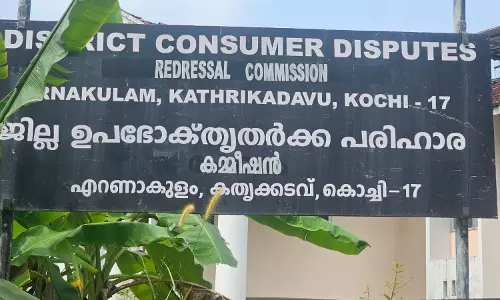 DISTRICT CONSUMER DISPUTES
REDRESSAL COMMISSION
RNAKULAM, KATHRIKADAVU, KOCHI - 17
ജില്ലാ ഉപഭോക്തൃതർക്ക പരിഹാര
കമ്മീഷൻ
എറണാകുളം, കതൃക്കടവ്, കൊച്ചി - 17